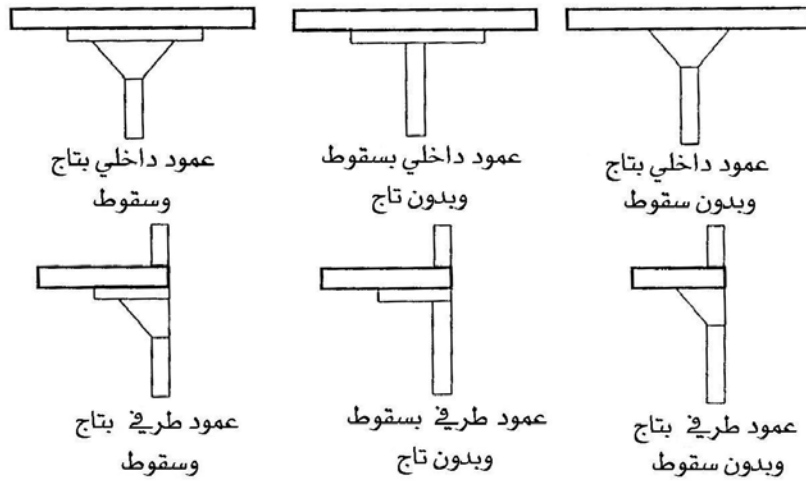 عمود داخلي بتاج
وبدون سقوط
عمود داخلي بسقوط
وبدون تاج
عمود داخلي بتاج
وسقوط
عمود طرفي بتاج
وبدون سقوط
عمود طرفي بسقوط
وبدون تاج
عمود طرفي بتاج
وسقوط